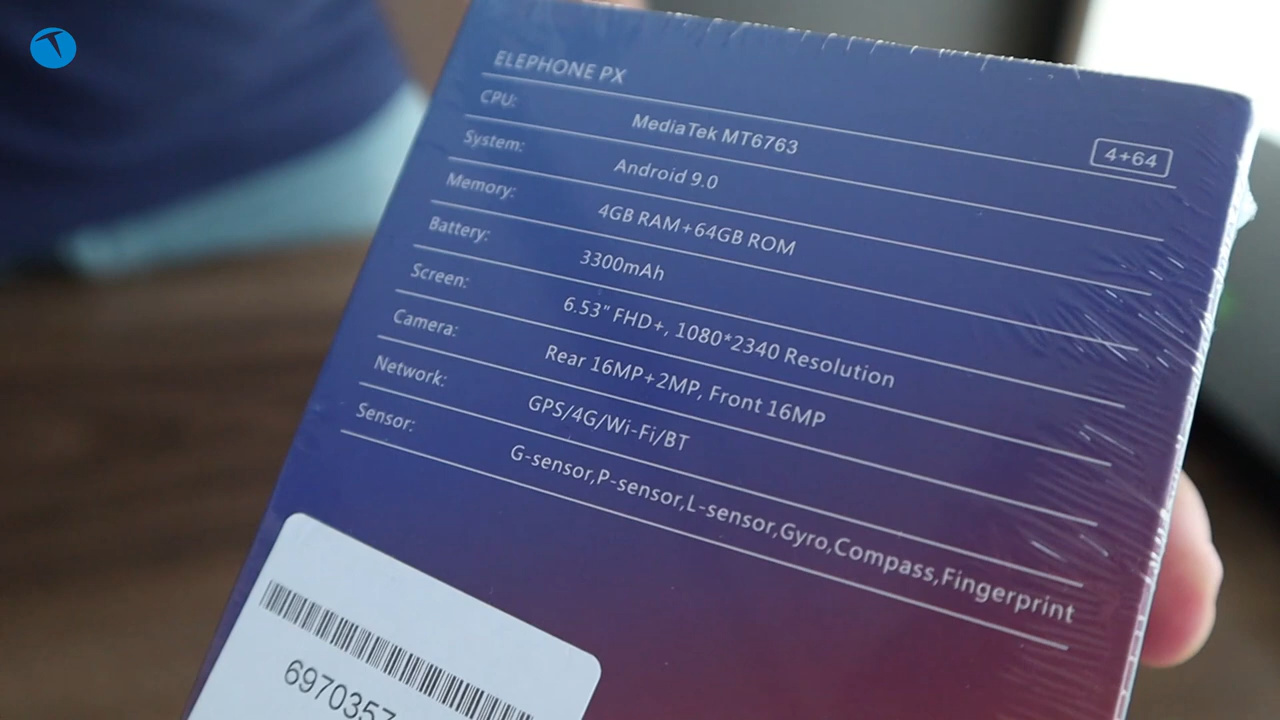 ELEPHONE PX
CPU: MediaTek MT6763 4+64
System: Android 9.0
Memory: 4GB RAM+64GB ROM
Battery: 3300mAh
Screen: 6.53" FHD+, 1080*2340 Resolution
Camera: Rear 16MP+2MP, Front 16MP
Network: GPS/4G/Wi-Fi/BT
Sensor: G-sensor,P-sensor,L-sensor,Gyro,Compass,Fingerprint
6970357